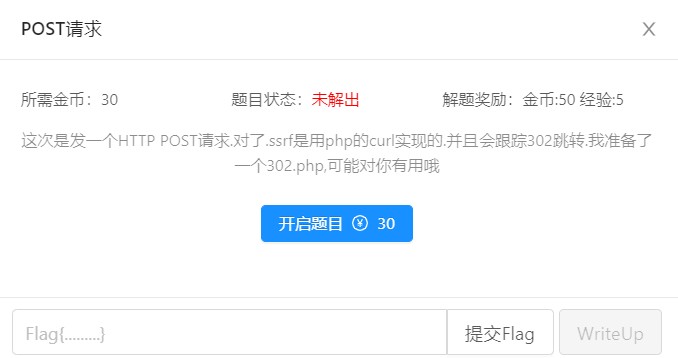 POST请求
所需金币：30 题目状态：未解出 解题奖励：金币:50 经验:5
这次是发一个HTTP POST请求.对了.ssrf是用php的curl实现的.并且会跟踪302跳转.我准备了
一个302.php,可能对你有用哦
开启题目 ¥ 30
Flag{.........} 提交Flag WriteUp